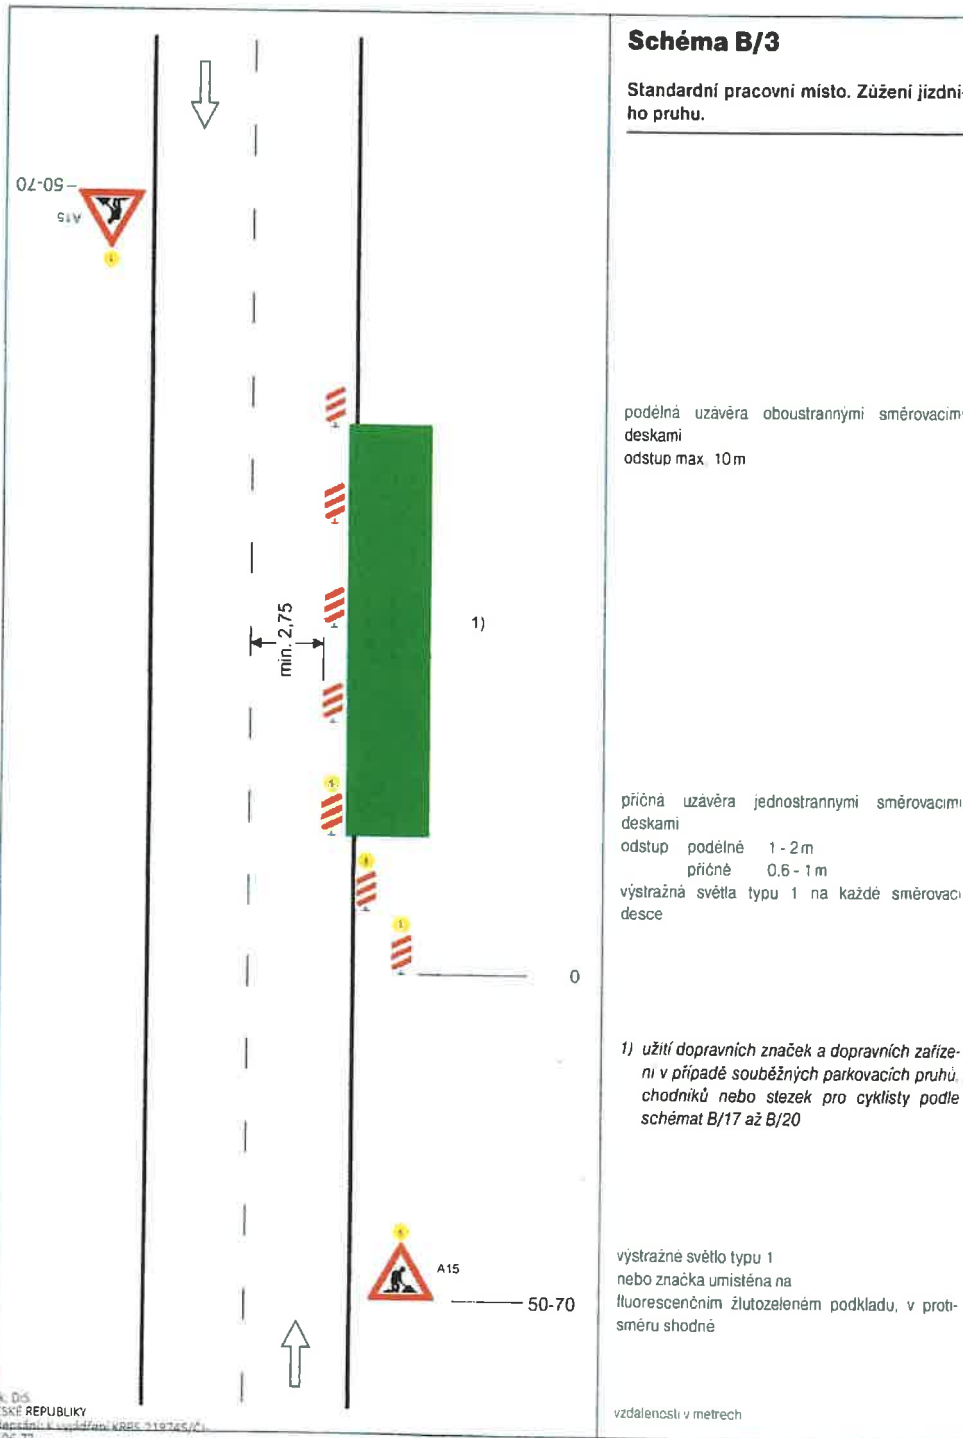 Schéma B/3
Standardní pracovní místo. Zúžení jízdní-
ho pruhu.
50-70
A15
podélná uzávěra oboustrannými směrovacími
deskami
odstup max. 10 m
min. 2,75
1)
příčná uzávěra jednostrannými směrovacími
deskami
odstup podélné 1 - 2 m
příčné 0.6 - 1 m
výstražná světla typu 1 na každé směrovací
desce
0
1) užití dopravních značek a dopravních zaříze-
ní v případě souběžných parkovacích pruhů,
chodníků nebo stezek pro cyklisty podle
schémat B/17 až B/20
A15
50-70
výstražné světlo typu 1
nebo značka umístěna na
fluorescenčním žlutozeleném podkladu, v proti-
směru shodně
vzdálenosti v metrech
REPUBLIKY